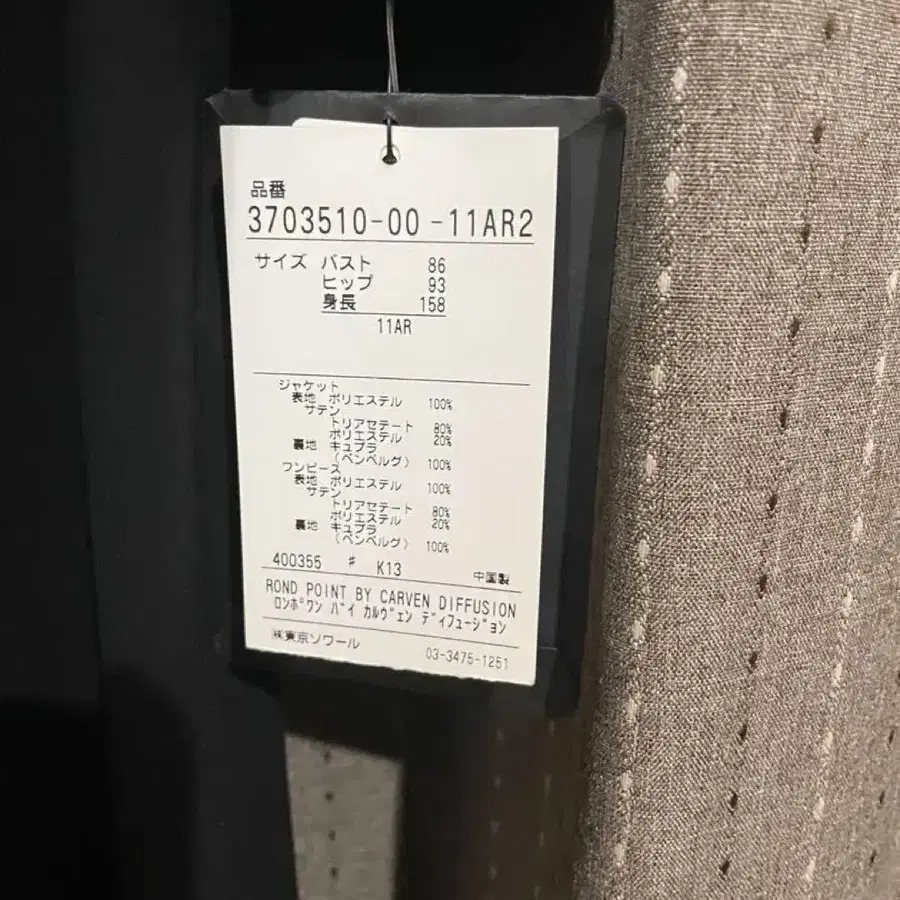 品番
3703510-00 -11AR2
サイズ バスト 86
ヒップ 93
身長 158
11AR
ジャケット
表地 ポリエステル 100%
サテン
トリアセテート 80%
ポリエステル 20%
裏地 キュプラ
(ベンベルグ) 100%
ワンピース
表地 ポリエステル 100%
サテン
トリアセテート 80%
ポリエステル 20%
裏地 キュプラ
(ベンベルグ) 100%
400355 # K13 中国製
ROND POINT BY CARVEN DIFFUSION
ロンポワン バイ カルヴェン ディフュージョン
㈱東京ソワール 03-3475-1251